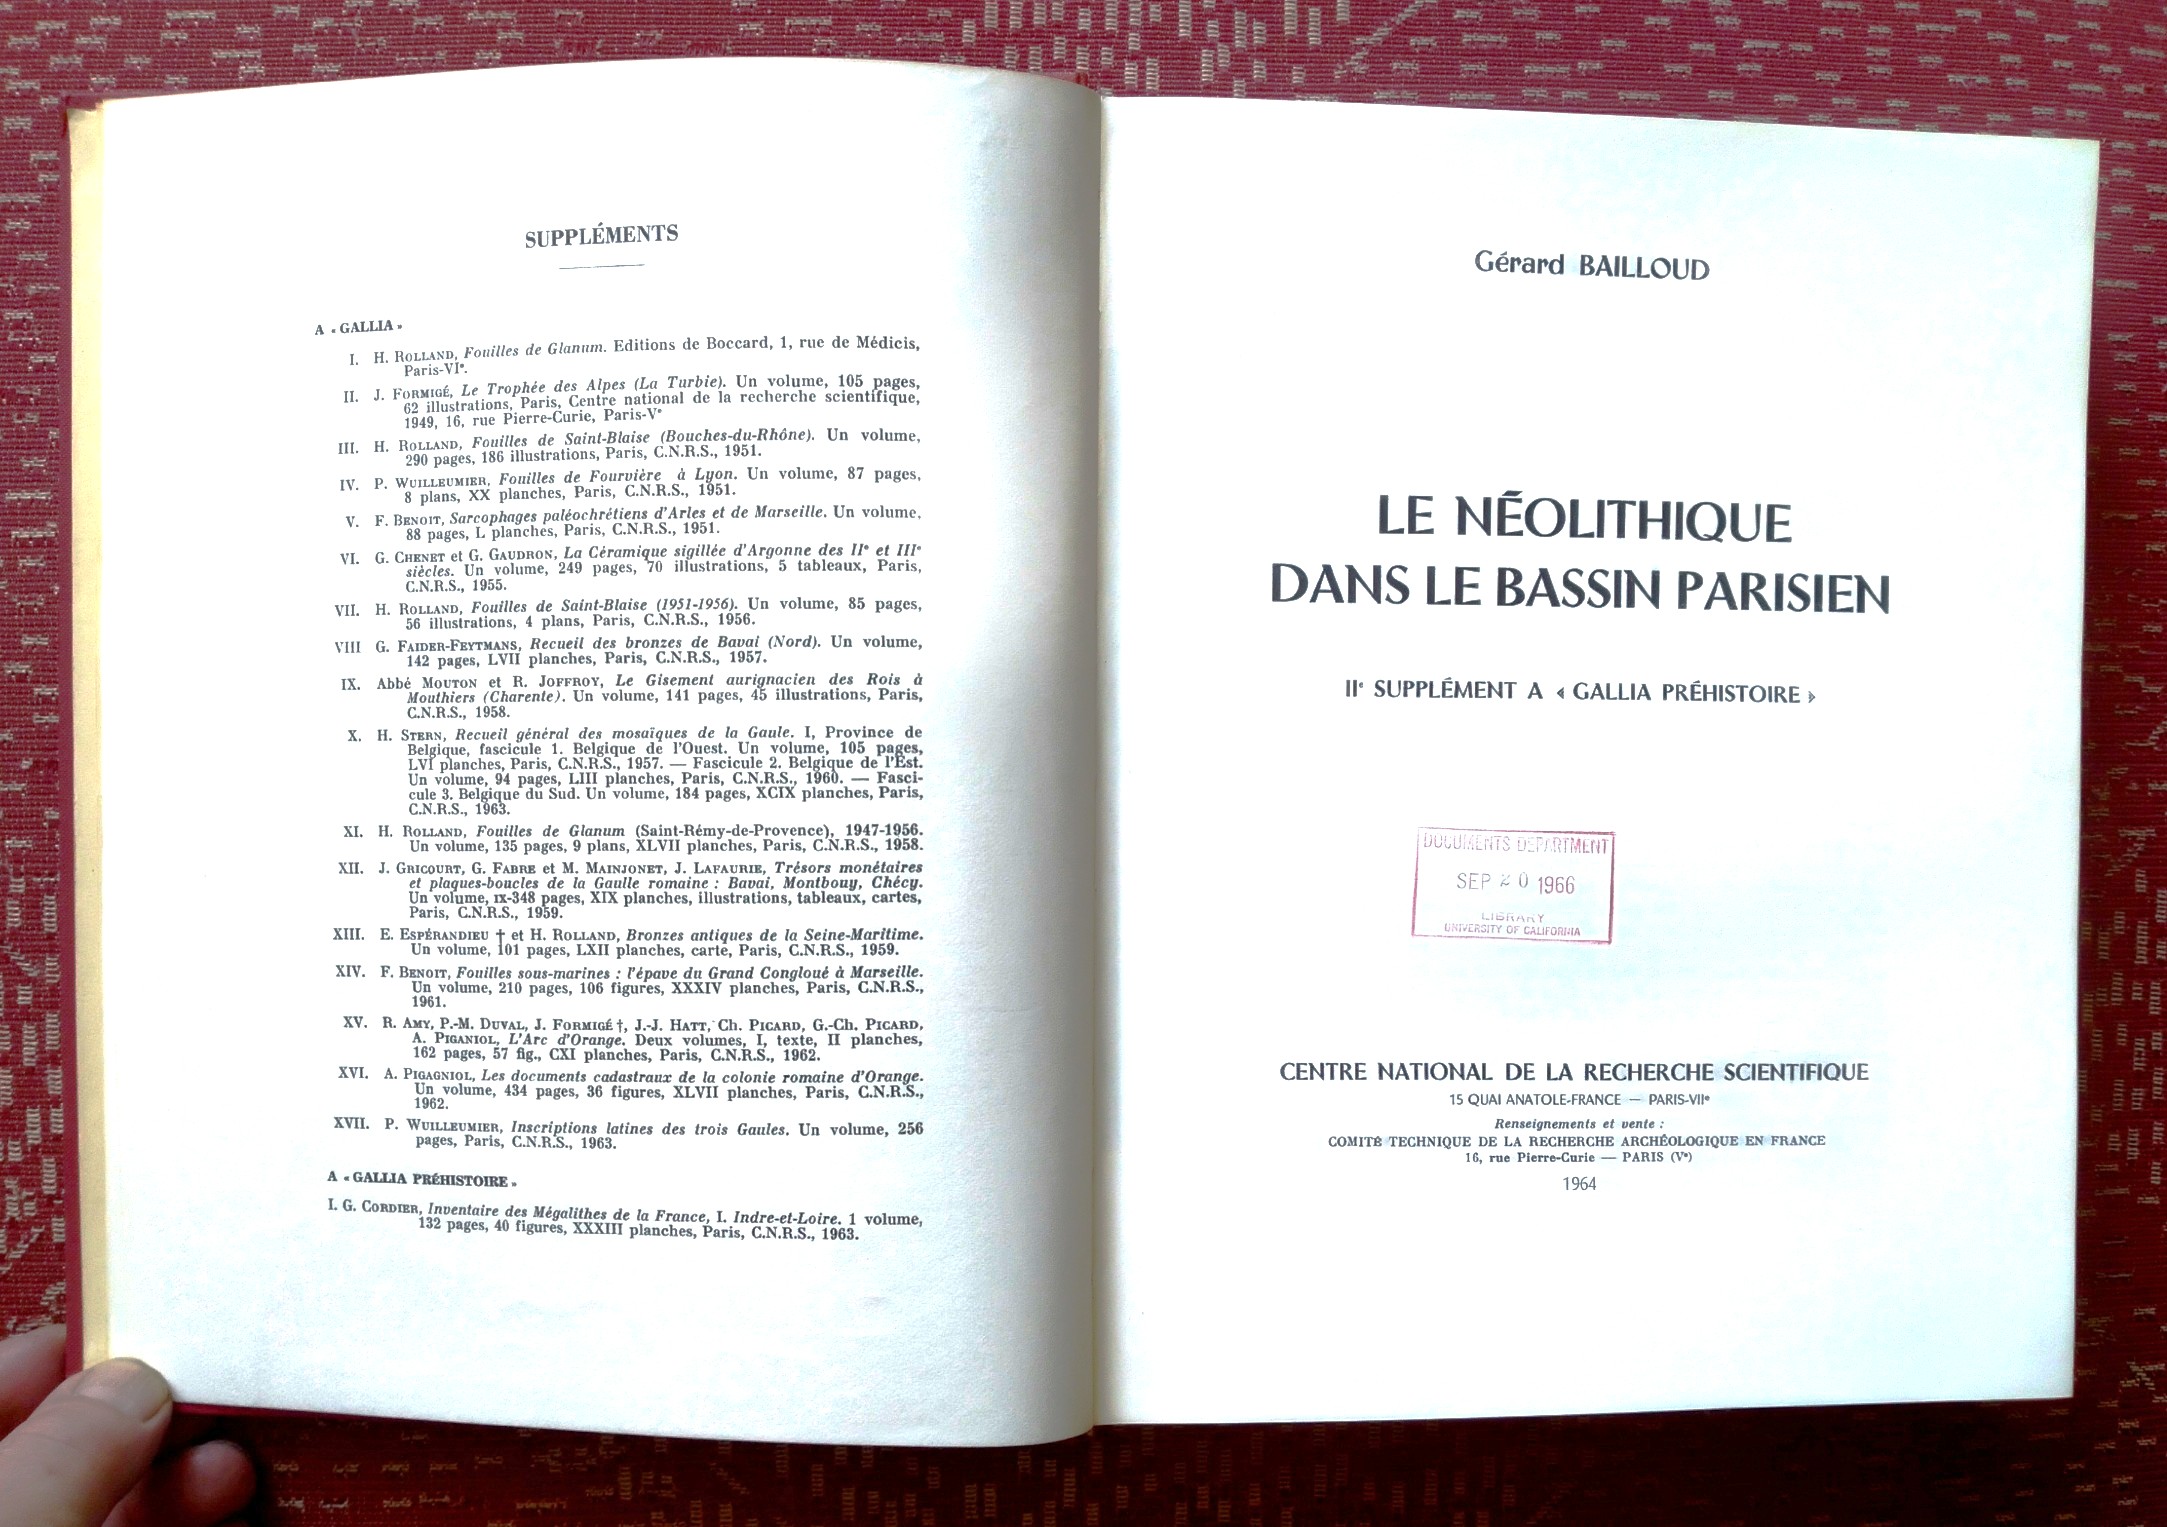 SUPPLÉMENTS
A « GALLIA »
I. H. ROLLAND, Fouilles de Glanum. Editions de Boccard, 1, rue de Médicis,
Paris-VIe.
II. J. FORMIGÉ, Le Trophée des Alpes (La Turbie). Un volume, 105 pages,
62 illustrations, Paris, Centre national de la recherche scientifique,
1949, 16, rue Pierre-Curie, Paris-Ve
III. H. ROLLAND, Fouilles de Saint-Blaise (Bouches-du-Rhône). Un volume,
290 pages, 186 illustrations, Paris, C.N.R.S., 1951.
IV. P. WUILLEUMIER, Fouilles de Fourvière à Lyon. Un volume, 87 pages,
8 plans, XX planches, Paris, C.N.R.S., 1951.
V. F. BENOIT, Sarcophages paléochrétiens d'Arles et de Marseille. Un volume,
88 pages, L planches, Paris, C.N.R.S., 1951.
VI. G. CHENET et G. GAUDRON, La Céramique sigillée d'Argonne des IIe et IIIe
siècles. Un volume, 249 pages, 70 illustrations, 5 tableaux, Paris,
C.N.R.S., 1955.
VII. H. ROLLAND, Fouilles de Saint-Blaise (1951-1956). Un volume, 85 pages,
56 illustrations, 4 plans, Paris, C.N.R.S., 1956.
VIII G. FAIDER-FEYTMANS, Recueil des bronzes de Bavai (Nord). Un volume,
142 pages, LVII planches, Paris, C.N.R.S., 1957.
IX. Abbé MOUTON et R. JOFFROY, Le Gisement aurignacien des Rois à
Mouthiers (Charente). Un volume, 141 pages, 45 illustrations, Paris,
C.N.R.S., 1958.
X. H. STERN, Recueil général des mosaïques de la Gaule. I, Province de
Belgique, fascicule 1. Belgique de l'Ouest. Un volume, 105 pages,
LVI planches, Paris, C.N.R.S., 1957. — Fascicule 2. Belgique de l'Est.
Un volume, 94 pages, LIII planches, Paris, C.N.R.S., 1960. — Fasci-
cule 3. Belgique du Sud. Un volume, 184 pages, XCIX planches, Paris,
C.N.R.S., 1963.
XI. H. ROLLAND, Fouilles de Glanum (Saint-Rémy-de-Provence), 1947-1956.
Un volume, 135 pages, 9 plans, XLVII planches, Paris, C.N.R.S., 1958.
XII. J. GRICOURT, G. FABRE et M. MAINJONET, J. LAFAURIE, Trésors monétaires
et plaques-boucles de la Gaulle romaine : Bavai, Montbouy, Chécy.
Un volume, IX-348 pages, XIX planches, illustrations, tableaux, cartes,
Paris, C.N.R.S., 1959.
XIII. E. ESPÉRANDIEU † et H. ROLLAND, Bronzes antiques de la Seine-Maritime.
Un volume, 101 pages, LXII planches, carte, Paris, C.N.R.S., 1959.
XIV. F. BENOIT, Fouilles sous-marines : l'épave du Grand Congloué à Marseille.
Un volume, 210 pages, 106 figures, XXXIV planches, Paris, C.N.R.S.,
1961.
XV. R. AMY, P.-M. DUVAL, J. FORMIGÉ †, J.-J. HATT, Ch. PICARD, G.-Ch. PICARD,
A. PIGANIOL, L'Arc d'Orange. Deux volumes, I, texte, II planches,
162 pages, 57 fig., CXI planches, Paris, C.N.R.S., 1962.
XVI. A. PIGAGNIOL, Les documents cadastraux de la colonie romaine d'Orange.
Un volume, 434 pages, 36 figures, XLVII planches, Paris, C.N.R.S.,
1962.
XVII. P. WUILLEUMIER, Inscriptions latines des trois Gaules. Un volume, 256
pages, Paris, C.N.R.S., 1963.
A « GALLIA PRÉHISTOIRE »
I. G. CORDIER, Inventaire des Mégalithes de la France, I. Indre-et-Loire. 1 volume,
132 pages, 40 figures, XXXIII planches, Paris, C.N.R.S., 1963.
Gérard BAILLOUD
LE NÉOLITHIQUE
DANS LE BASSIN PARISIEN
IIe SUPPLÉMENT A « GALLIA PRÉHISTOIRE »
DOCUMENTS DEPARTMENT
SEP 20 1966
LIBRARY
UNIVERSITY OF CALIFORNIA
CENTRE NATIONAL DE LA RECHERCHE SCIENTIFIQUE
15 QUAI ANATOLE-FRANCE — PARIS-VIIe
Renseignements et vente :
COMITÉ TECHNIQUE DE LA RECHERCHE ARCHÉOLOGIQUE EN FRANCE
16, rue Pierre-Curie — PARIS (Ve)
1964